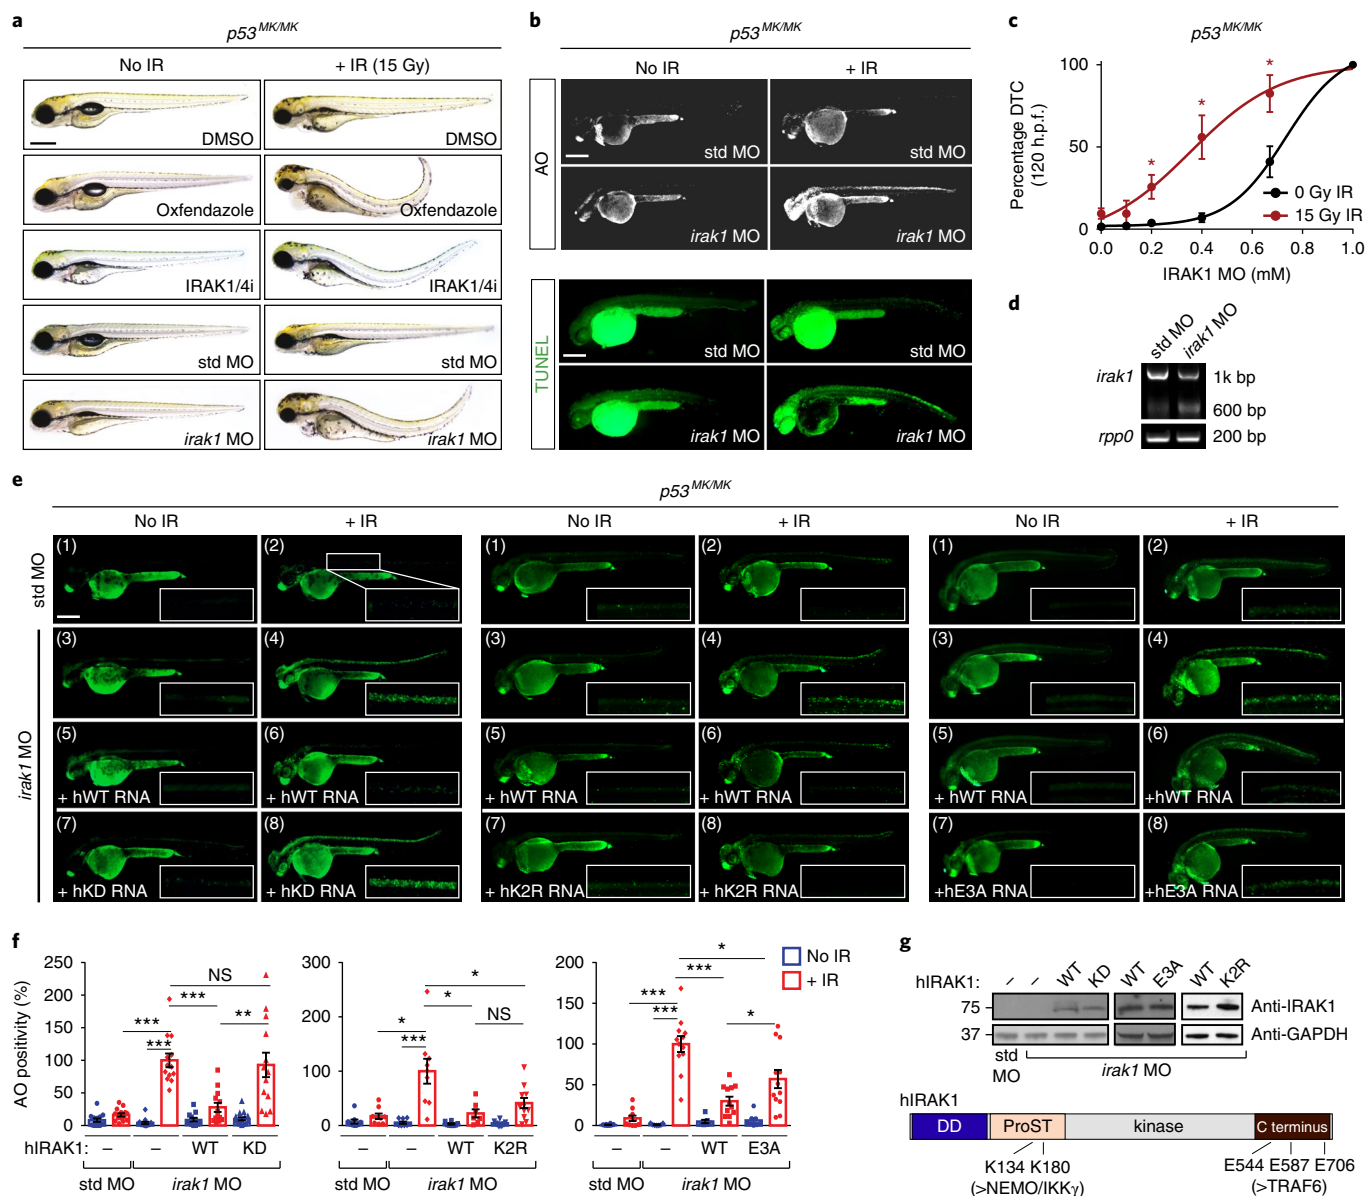 a
p53 MK/MK
No IR + IR (15 Gy)
DMSO DMSO
Oxfendazole Oxfendazole
IRAK1/4i IRAK1/4i
std MO std MO
irak1 MO irak1 MO
b
p53 MK/MK
No IR + IR
AO
std MO std MO
irak1 MO irak1 MO
TUNEL
std MO std MO
irak1 MO irak1 MO
c
p53 MK/MK
Percentage DTC
(120 h.p.f.)
100
50
0
* * *
0 Gy IR
15 Gy IR
0.0 0.2 0.4 0.6 0.8 1.0
IRAK1 MO (mM)
d
std MO irak1 MO
irak1 1k bp
600 bp
rpp0 200 bp
e
p53 MK/MK
No IR + IR No IR + IR No IR + IR
std MO
(1) (2) (1) (2) (1) (2)
irak1 MO
(3) (4) (3) (4) (3) (4)
(5) (6) (5) (6) (5) (6)
+ hWT RNA + hWT RNA + hWT RNA + hWT RNA +hWT RNA +hWT RNA
(7) (8) (7) (8) (7) (8)
+ hKD RNA + hKD RNA + hK2R RNA + hK2R RNA +hE3A RNA +hE3A RNA
f
AO positivity (%)
250
200
150
100
50
0
NS
***
*** **
***
hIRAK1: – – WT KD
std MO irak1 MO
300
200
100
0
*
*
* NS
***
– – WT K2R
std MO irak1 MO
200
150
100
50
0
*
***
***
*** *
– – WT E3A
std MO irak1 MO
No IR
+ IR
g
hIRAK1: – – WT KD WT E3A WT K2R
75 Anti-IRAK1
37 Anti-GAPDH
std MO irak1 MO
hIRAK1
DD ProST kinase C terminus
K134 K180 E544 E587 E706
(>NEMO/IKKγ) (>TRAF6)